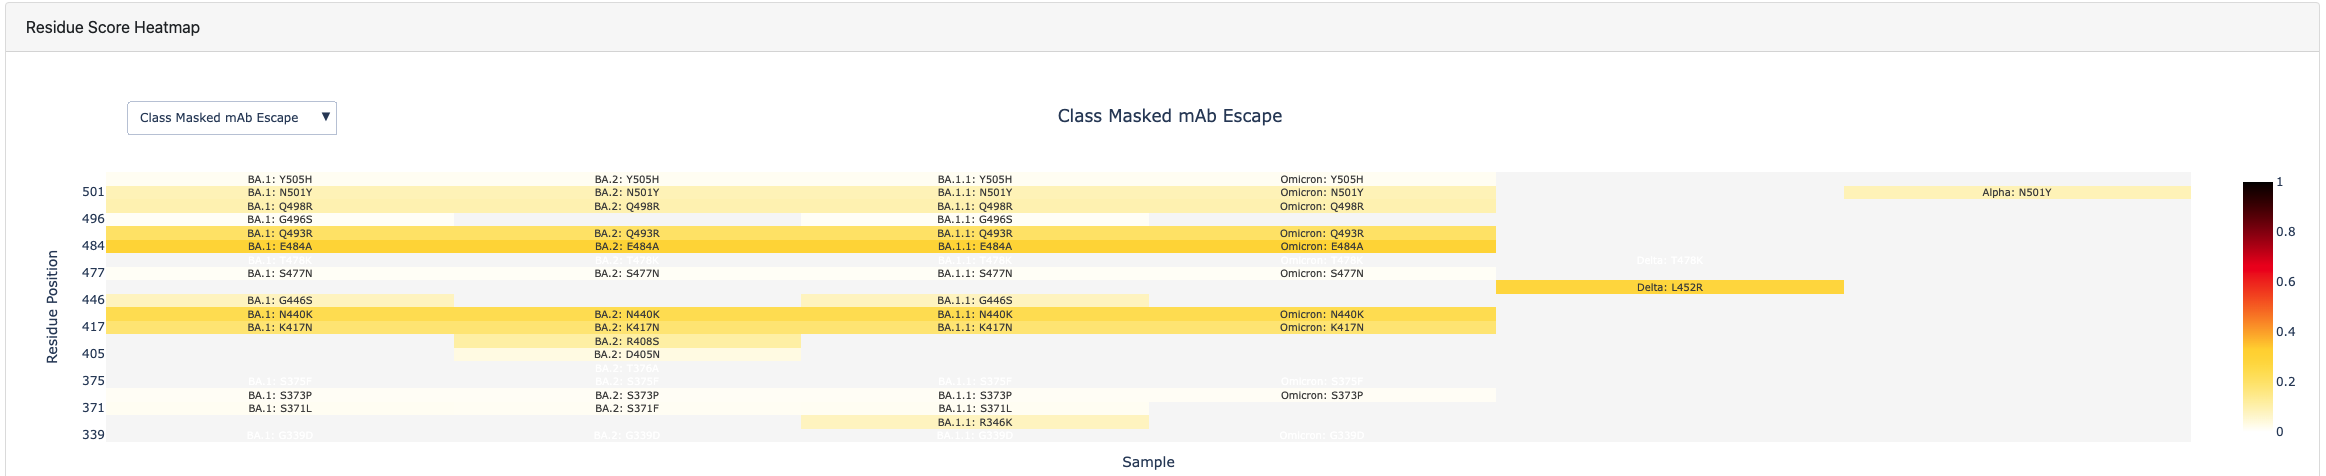 Residue Score Heatmap
Class Masked mAb Escape ▼
Class Masked mAb Escape
BA.1: Y505H BA.2: Y505H BA.1.1: Y505H Omicron: Y505H
501 BA.1: N501Y BA.2: N501Y BA.1.1: N501Y Omicron: N501Y Alpha: N501Y
BA.1: Q498R BA.2: Q498R BA.1.1: Q498R Omicron: Q498R
496 BA.1: G496S BA.1.1: G496S
BA.1: Q493R BA.2: Q493R BA.1.1: Q493R Omicron: Q493R
484 BA.1: E484A BA.2: E484A BA.1.1: E484A Omicron: E484A
BA.1: T478K BA.2: T478K BA.1.1: T478K Omicron: T478K Delta: T478K
477 BA.1: S477N BA.2: S477N BA.1.1: S477N Omicron: S477N
Delta: L452R
446 BA.1: G446S BA.1.1: G446S
BA.1: N440K BA.2: N440K BA.1.1: N440K Omicron: N440K
417 BA.1: K417N BA.2: K417N BA.1.1: K417N Omicron: K417N
BA.2: R408S
405 BA.2: D405N
BA.2: T376A
375 BA.1: S375F BA.2: S375F BA.1.1: S375F Omicron: S375F
BA.1: S373P BA.2: S373P BA.1.1: S373P Omicron: S373P
371 BA.1: S371L BA.2: S371F BA.1.1: S371L
BA.1.1: R346K
339 BA.1: G339D BA.2: G339D BA.1.1: G339D Omicron: G339D
Residue Position
Sample
1
0.8
0.6
0.4
0.2
0